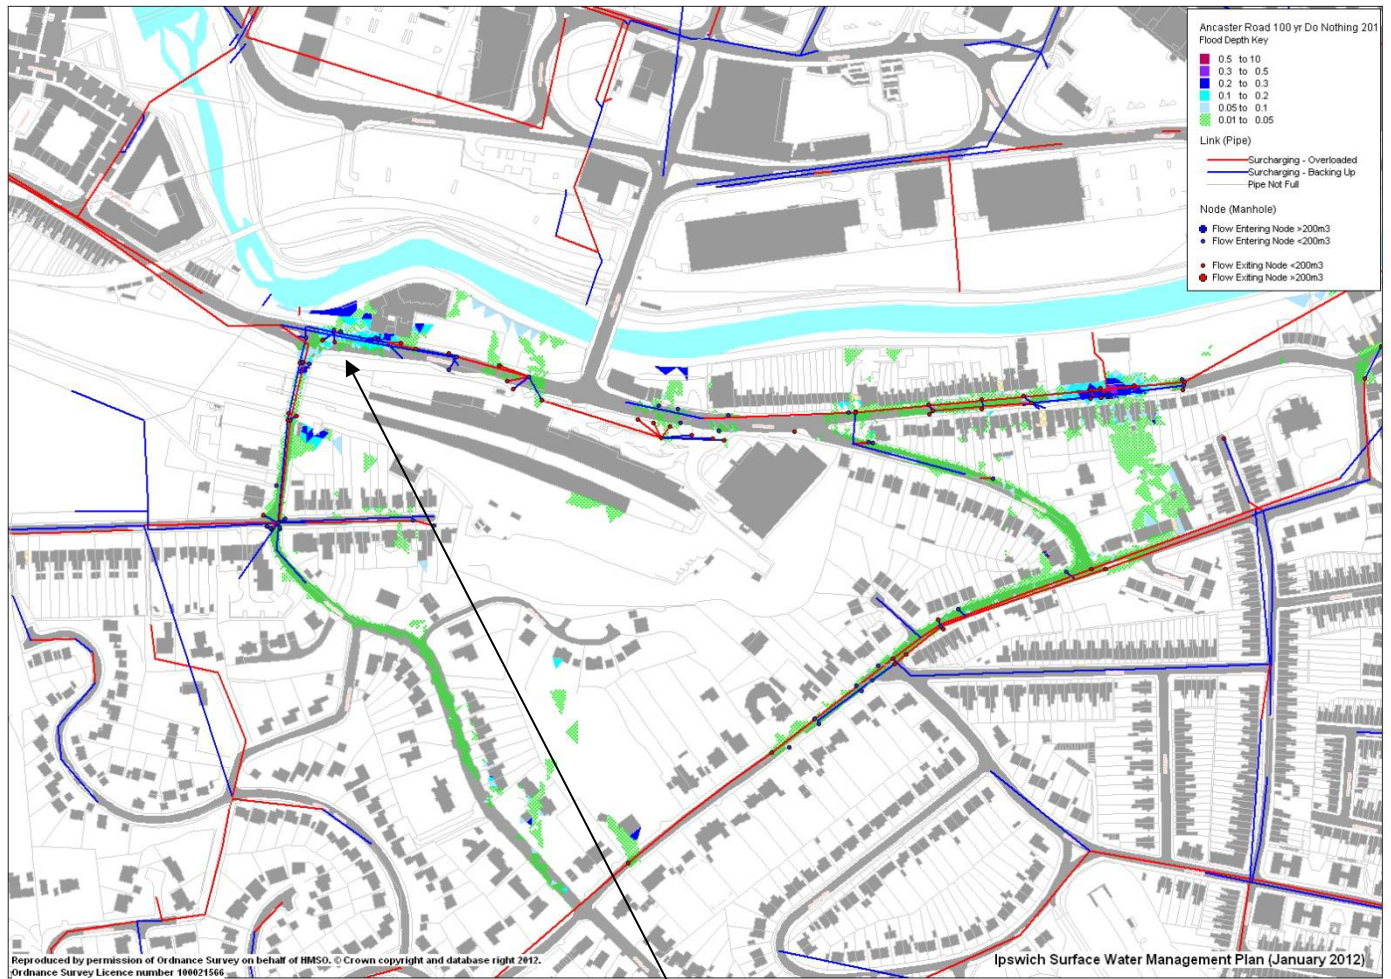 Ancaster Road 100 yr Do Nothing 201
Flood Depth Key
0.5 to 10
0.3 to 0.5
0.2 to 0.3
0.1 to 0.2
0.05 to 0.1
0.01 to 0.05
Link (Pipe)
Surcharging - Overloaded
Surcharging - Backing Up
Pipe Not Full
Node (Manhole)
Flow Entering Node >200m3
Flow Entering Node <200m3
Flow Exiting Node <200m3
Flow Exiting Node >200m3
Reproduced by permission of Ordnance Survey on behalf of HMSO. © Crown copyright and database right 2012.
Ordnance Survey Licence number 100021566
Ipswich Surface Water Management Plan (January 2012)